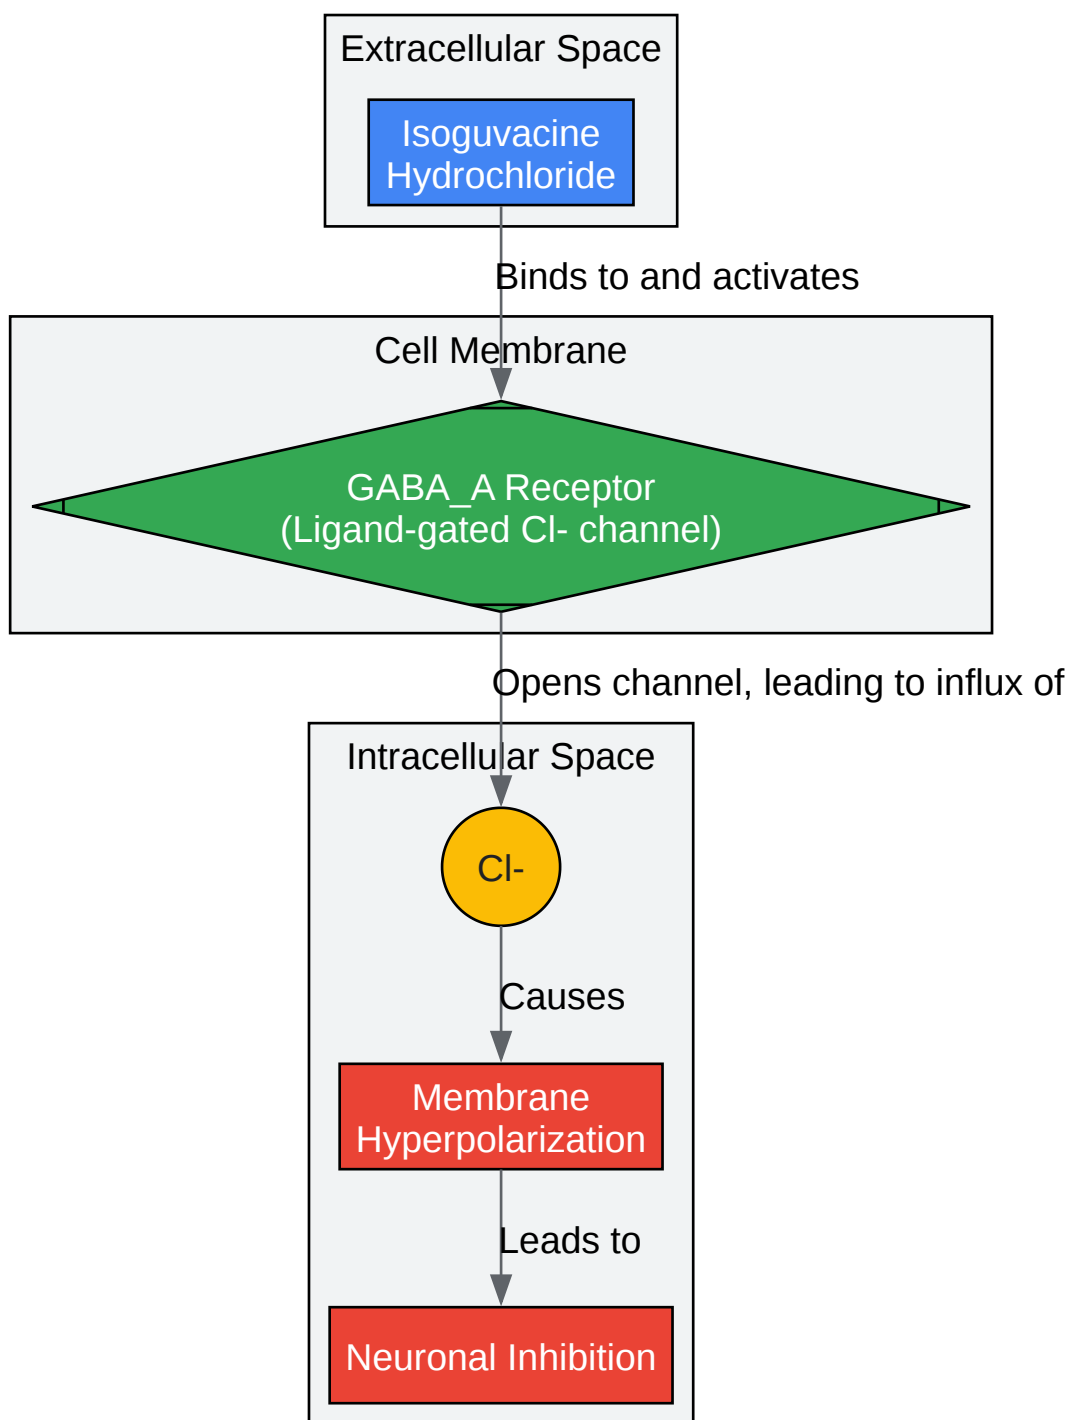 Extracellular Space
Isoguvacine
Hydrochloride
Binds to and activates
Cell Membrane
GABA_A Receptor
(Ligand-gated Cl- channel)
Opens channel, leading to influx of
Intracellular Space
Cl-
Causes
Membrane
Hyperpolarization
Leads to
Neuronal Inhibition